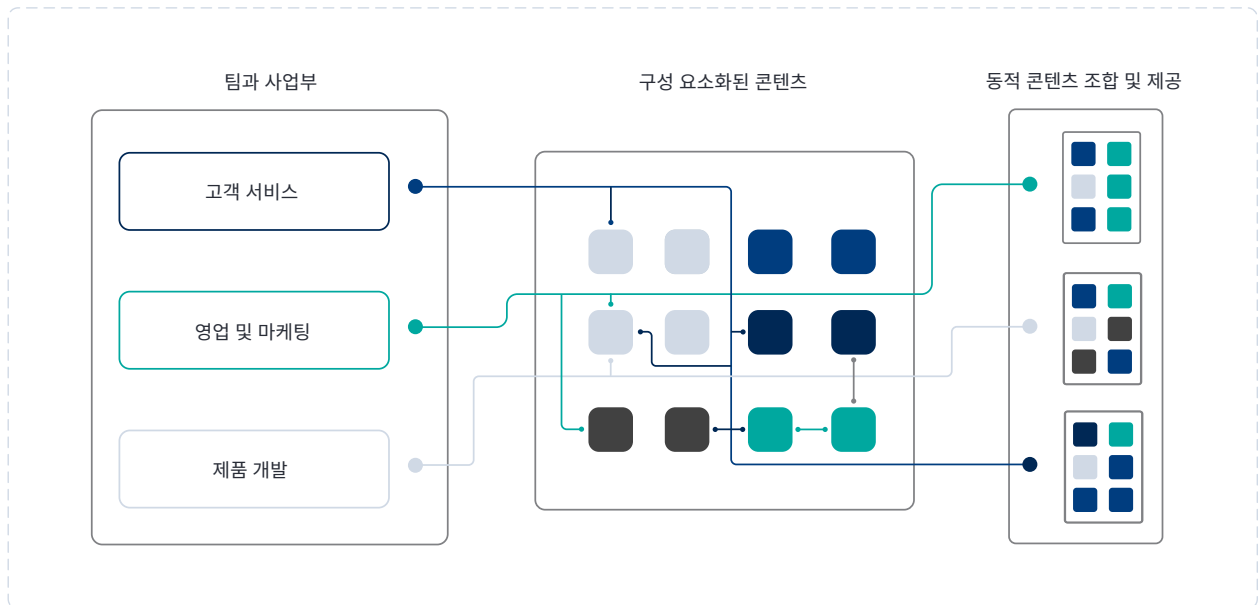 팀과 사업부
구성 요소화된 콘텐츠
동적 콘텐츠 조합 및 제공
고객 서비스
영업 및 마케팅
제품 개발